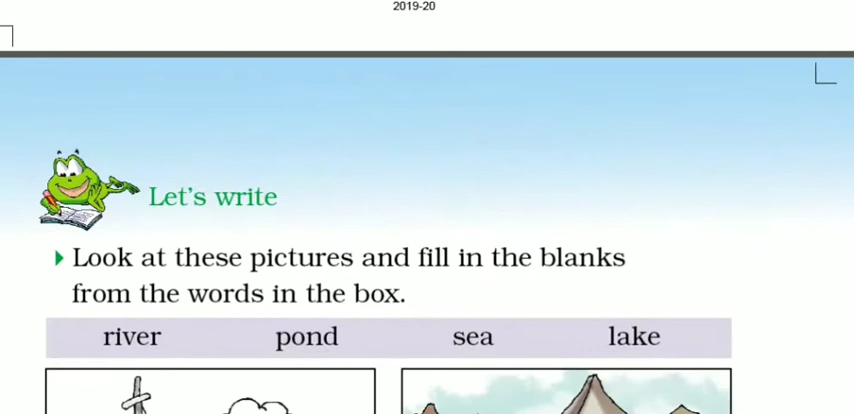 2019-20
Let's write
Look at these pictures and fill in the blanks
from the words in the box.
river pond sea lake